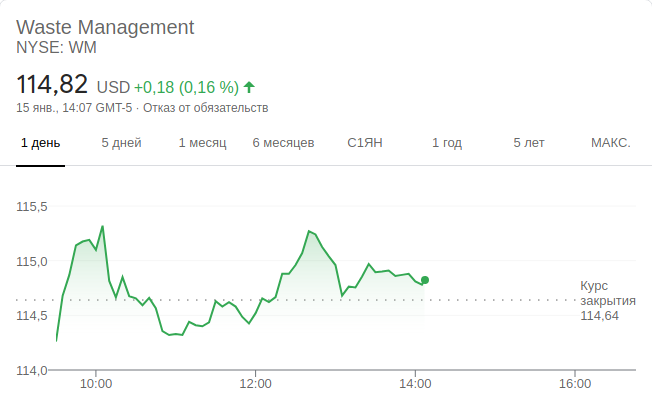 Waste Management
NYSE: WM
114,82 USD +0,18 (0,16 %)
15 янв., 14:07 GMT-5 · Отказ от обязательств
1 день 5 дней 1 месяц 6 месяцев С1ЯН 1 год 5 лет МАКС.
115,5
115,0
Курс
закрытия
114,64
114,5
114,0
10:00 12:00 14:00 16:00